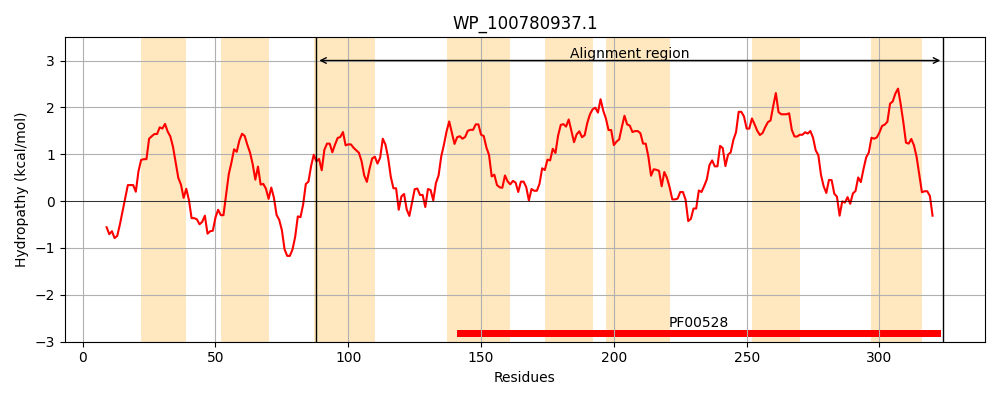 WP_100780937.1
Alignment region
PF00528
Hydropathy (kcal/mol)
3
2
1
0
−1
−2
−3
0 50 100 150 200 250 300
Residues